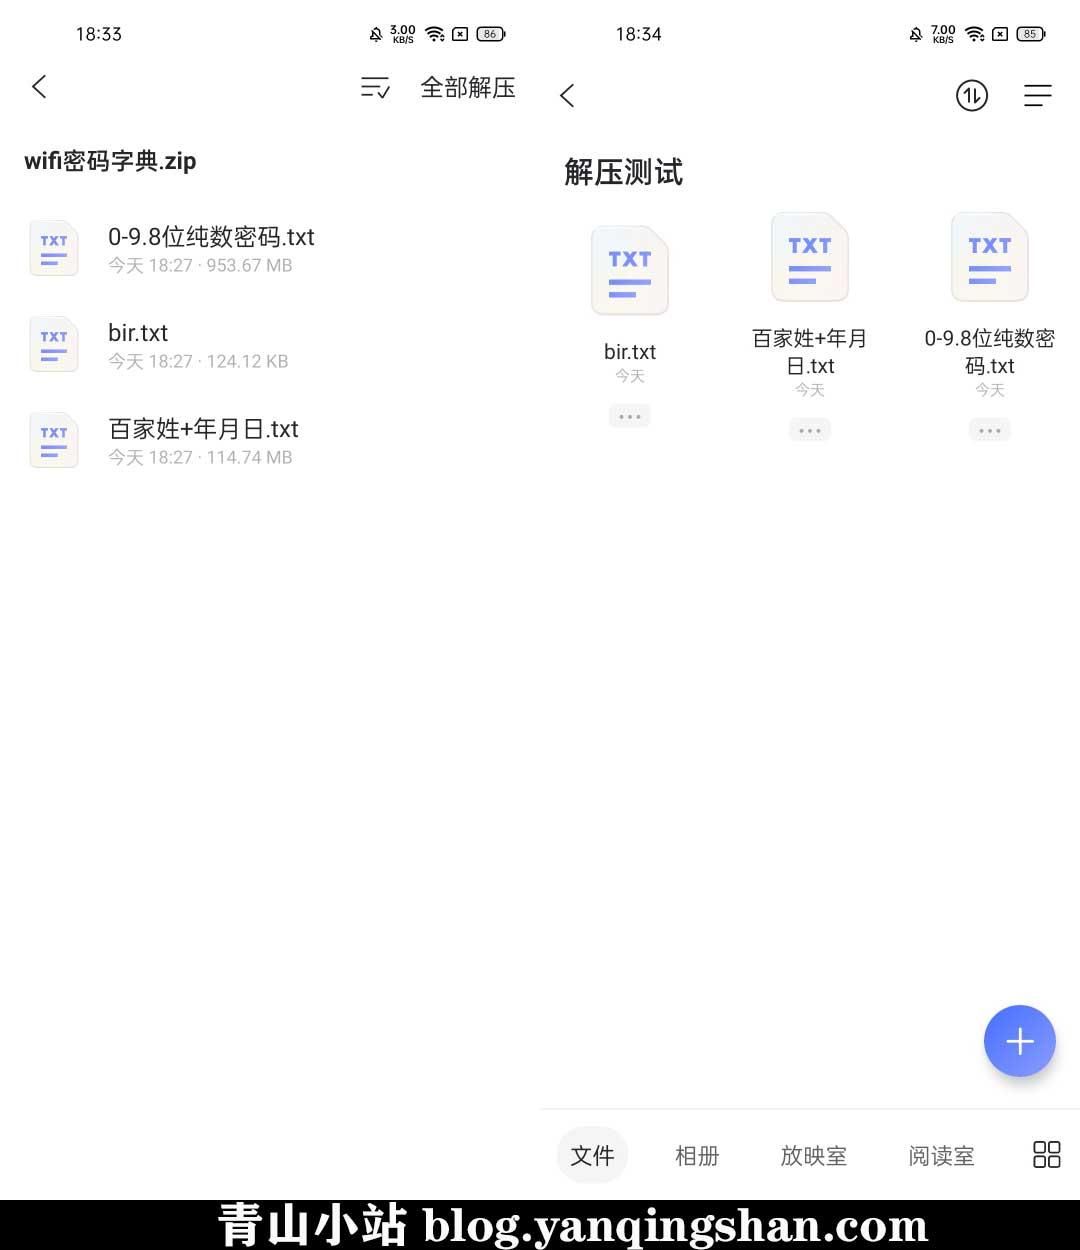 18:33
3.00
KB/S
86
全部解压
wifi密码字典.zip
TXT
0-9.8位纯数密码.txt
今天 18:27 · 953.67 MB
TXT
bir.txt
今天 18:27 · 124.12 KB
TXT
百家姓+年月日.txt
今天 18:27 · 114.74 MB
18:34
7.00
KB/S
85
解压测试
TXT
bir.txt
今天
TXT
百家姓+年月
日.txt
今天
TXT
0-9.8位纯数密
码.txt
今天
文件
相册
放映室
阅读室
青山小站 blog.yanqingshan.com